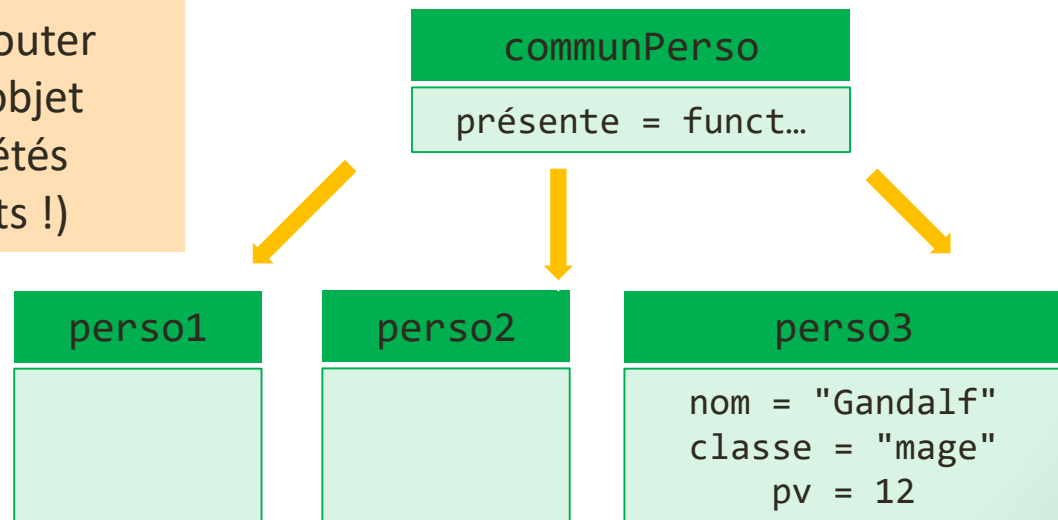 outer
objet
étés
ts !)
communPerso
présente = funct…
perso1
perso2
perso3
nom = "Gandalf"
classe = "mage"
pv = 12